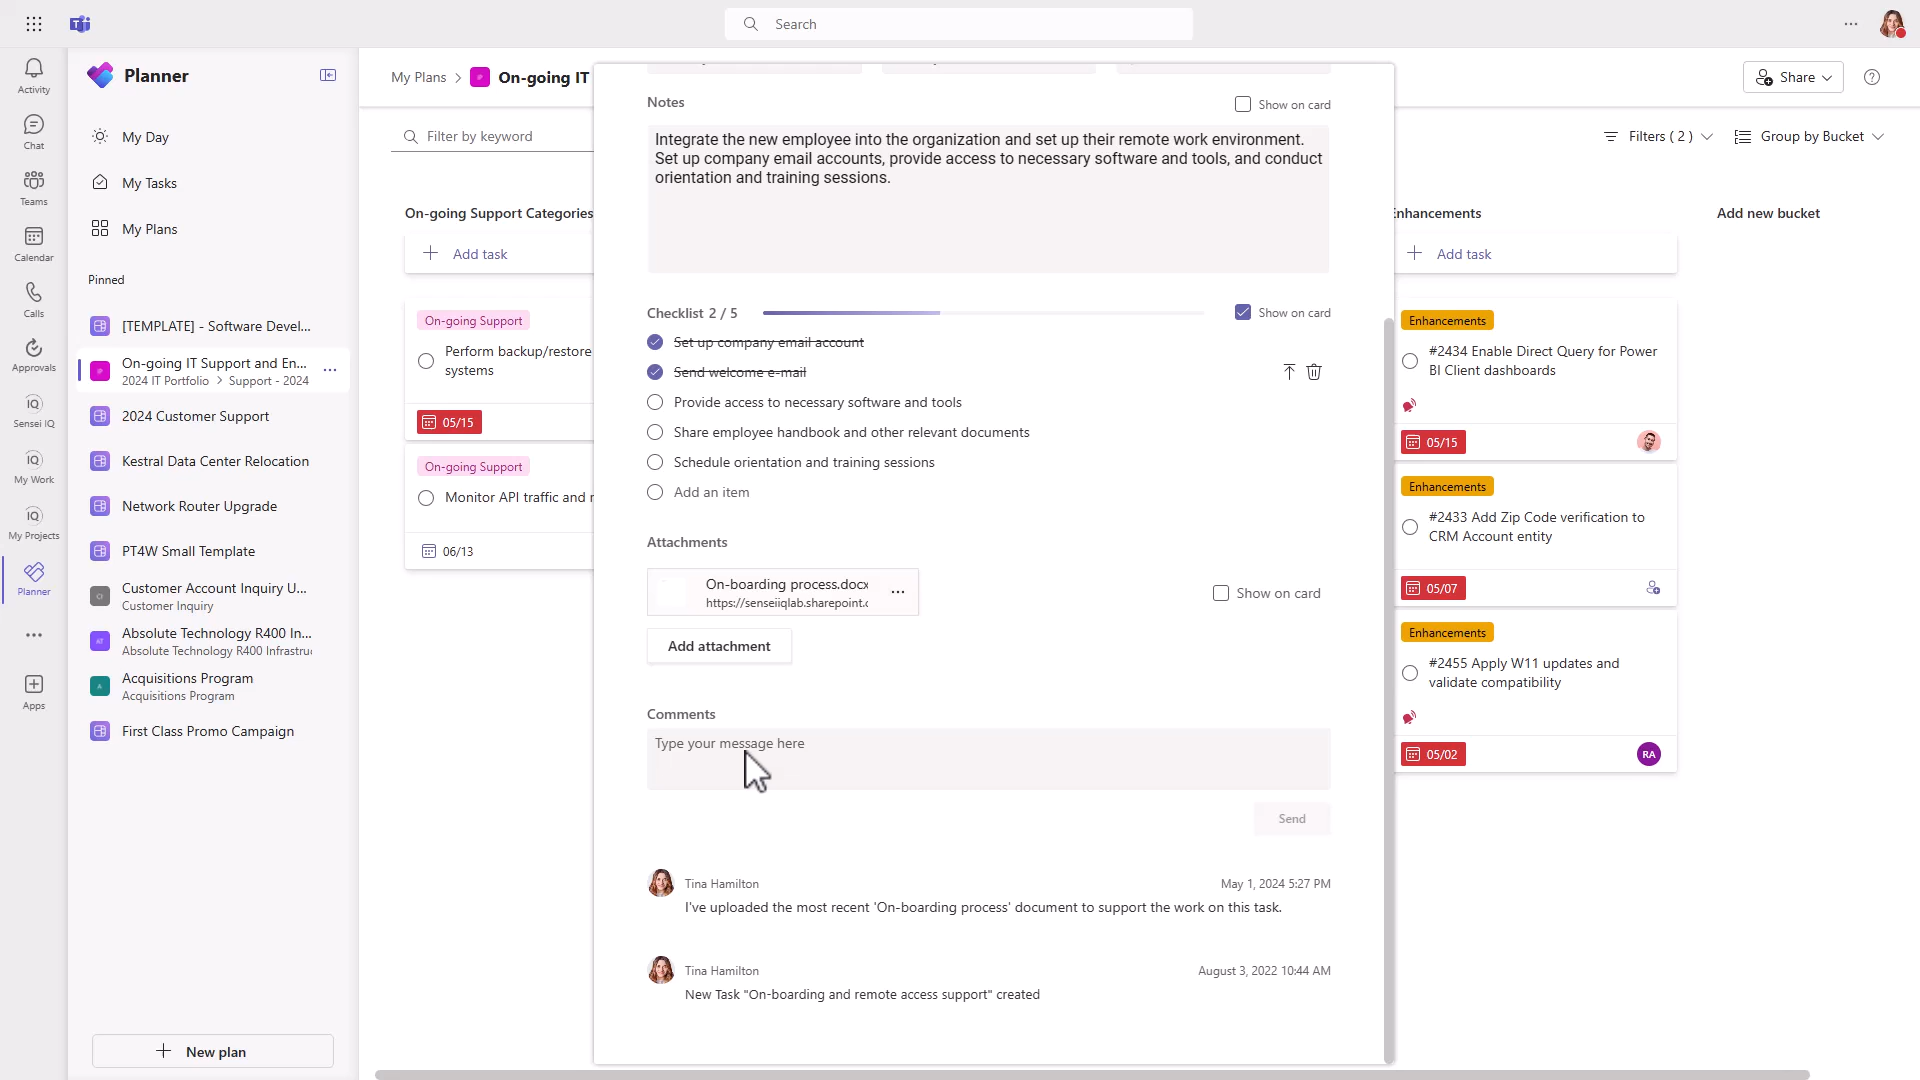 Search
Activity
Chat
Teams
Calendar
Calls
Approvals
Sensei IQ
My Work
My Projects
Planner
Apps
Planner
My Day
My Tasks
My Plans
Pinned
[TEMPLATE] - Software Devel...
On-going IT Support and En...
2024 IT Portfolio > Support - 2024
2024 Customer Support
Kestral Data Center Relocation
Network Router Upgrade
PT4W Small Template
Customer Account Inquiry U...
Customer Inquiry
Absolute Technology R400 In...
Absolute Technology R400 Infrastru
Acquisitions Program
Acquisitions Program
First Class Promo Campaign
New plan
My Plans > On-going IT
Share
Filter by keyword
Filters ( 2 )
Group by Bucket
On-going Support Categories
Add task
On-going Support
Perform backup/restore
systems
05/15
On-going Support
Monitor API traffic and
06/13
Notes
Show on card
Integrate the new employee into the organization and set up their remote work environment.
Set up company email accounts, provide access to necessary software and tools, and conduct
orientation and training sessions.
Checklist 2 / 5
Show on card
Set up company email account
Send welcome e-mail
Provide access to necessary software and tools
Share employee handbook and other relevant documents
Schedule orientation and training sessions
Add an item
Attachments
On-boarding process.docx
https://senseiiqlab.sharepoint.c
Show on card
Add attachment
Comments
Type your message here
Send
Tina Hamilton
May 1, 2024 5:27 PM
I've uploaded the most recent 'On-boarding process' document to support the work on this task.
Tina Hamilton
August 3, 2022 10:44 AM
New Task "On-boarding and remote access support" created
Enhancements
Add task
Enhancements
#2434 Enable Direct Query for Power
BI Client dashboards
05/15
Enhancements
#2433 Add Zip Code verification to
CRM Account entity
05/07
Enhancements
#2455 Apply W11 updates and
validate compatibility
05/02
RA
Add new bucket